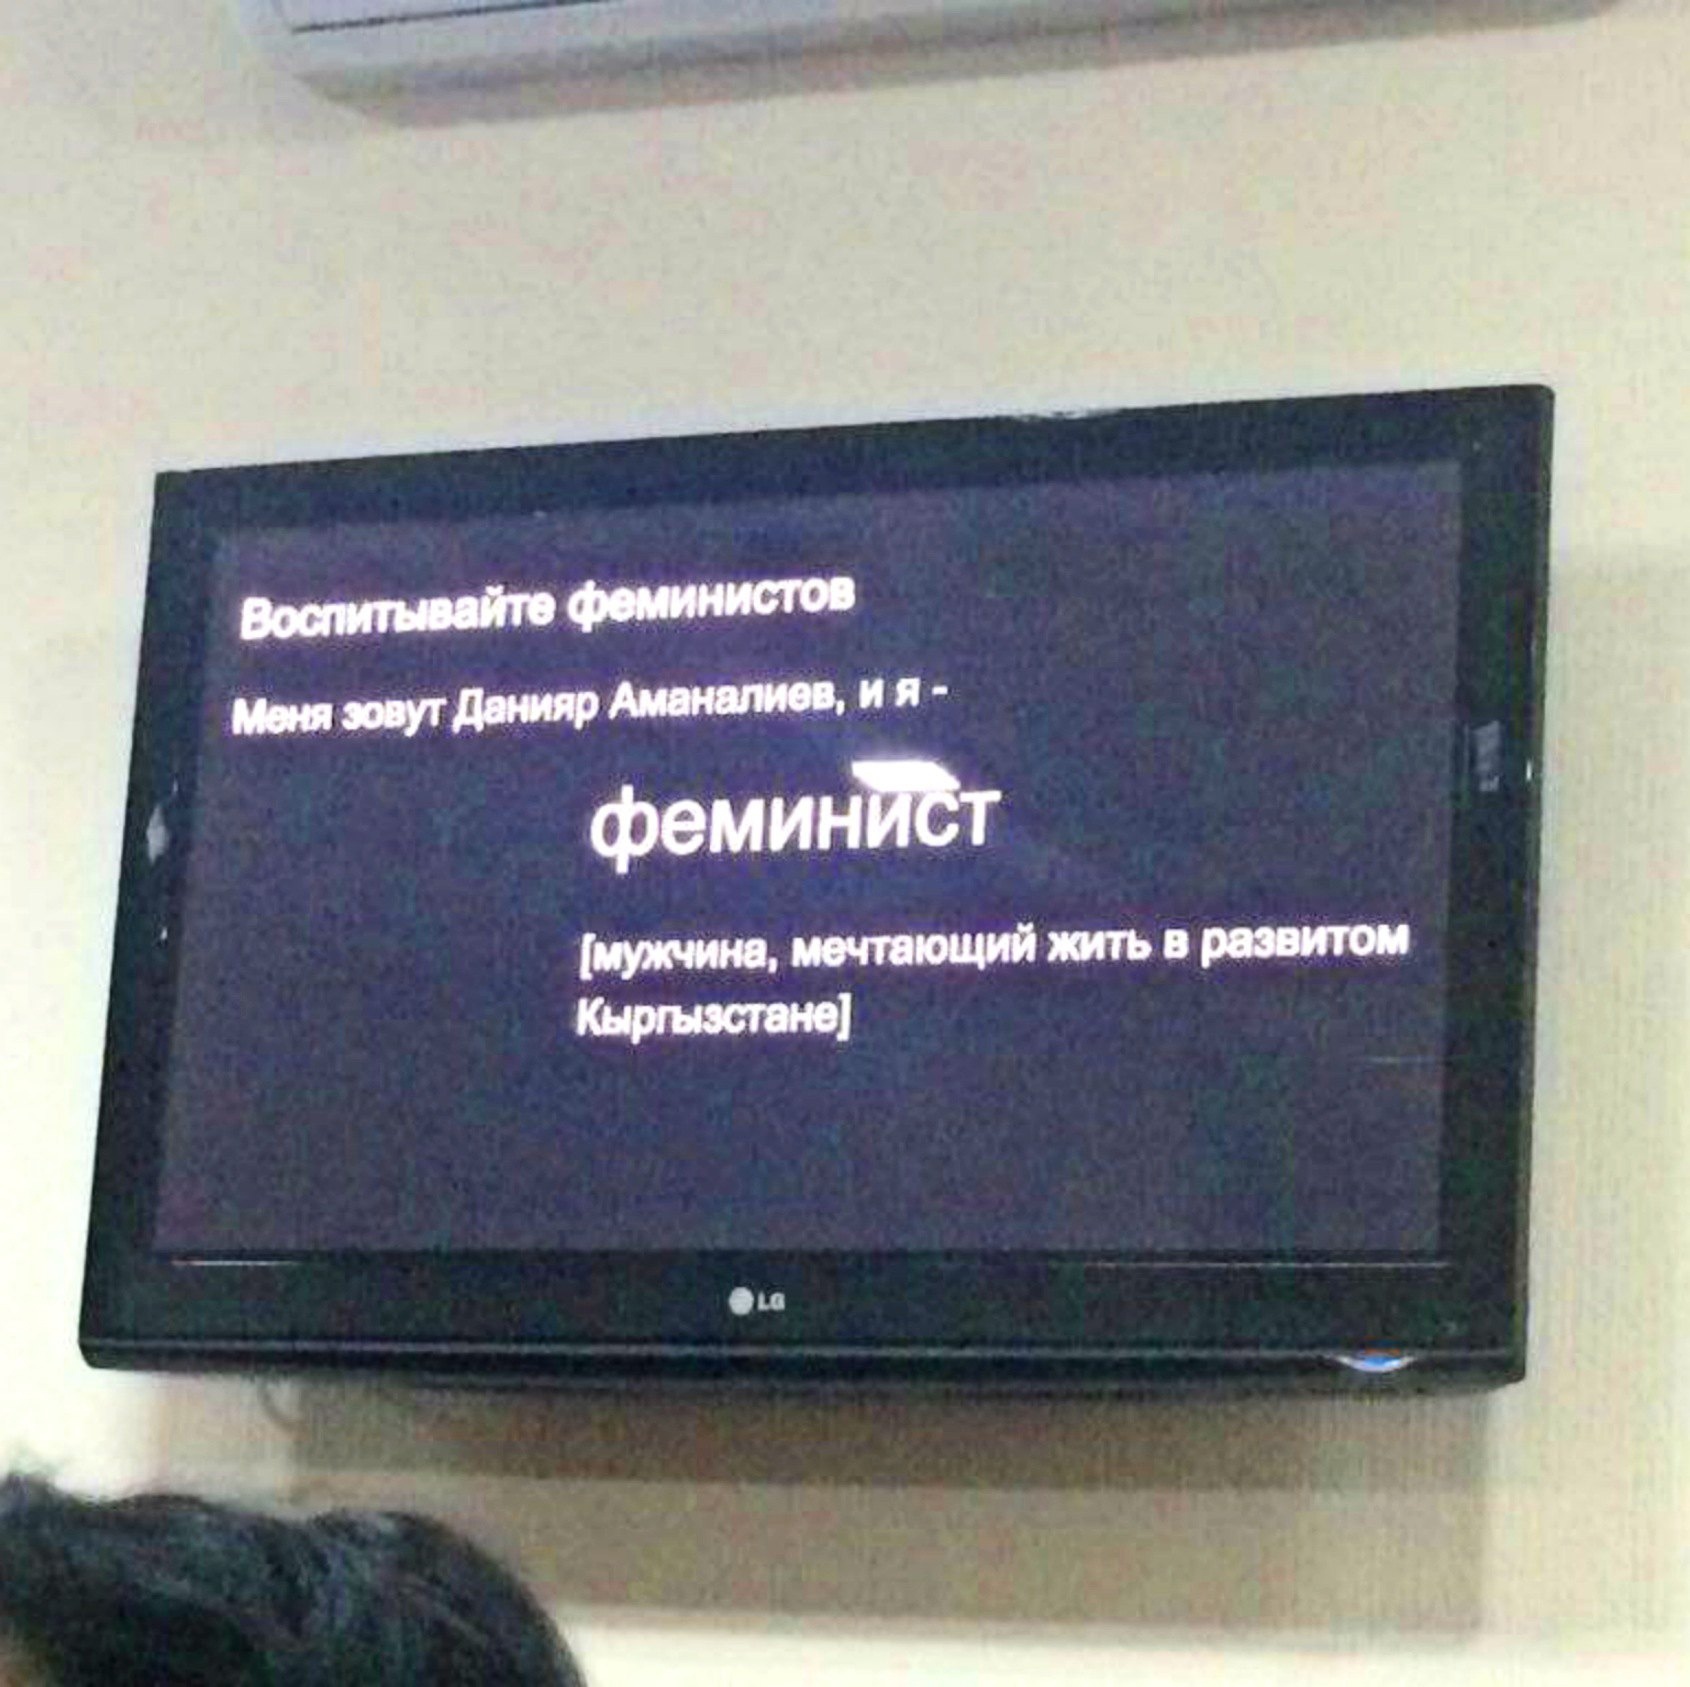 Воспитывайте феминистов
Меня зовут Данияр Аманалиев, и я -
феминист
[мужчина, мечтающий жить в развитом
Кыргызстане]
LG